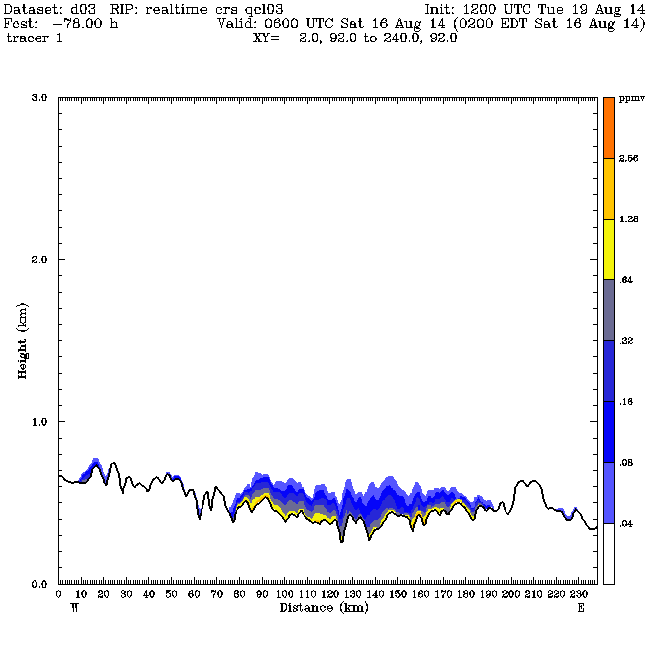 Dataset: d03 RIP: realtime crs qcl03 Init: 1200 UTC Tue 19 Aug 14
Fcst: -78.00 h Valid: 0600 UTC Sat 16 Aug 14 (0200 EDT Sat 16 Aug 14)
tracer 1 XY= 2.0, 92.0 to 240.0, 92.0
ppmv
3.0
2.56
1.28
2.0
.64
.32
Height (km)
.16
1.0
.08
.04
0.0
0 10 20 30 40 50 60 70 80 90 100 110 120 130 140 150 160 170 180 190 200 210 220 230
W Distance (km) E